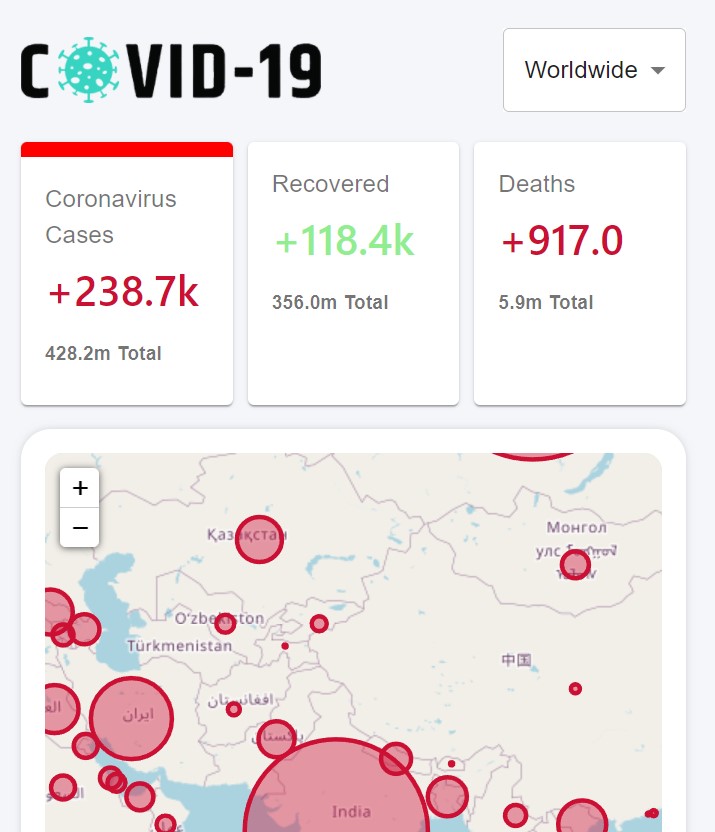 COVID-19
Worldwide
Coronavirus
Cases
+238.7k
428.2m Total
Recovered
+118.4k
356.0m Total
Deaths
+917.0
5.9m Total
+
−
Қазақстан
Монгол
улс
O'zbekiston
Türkmenistan
中国
افغانستان
ایران
پاکستان
India